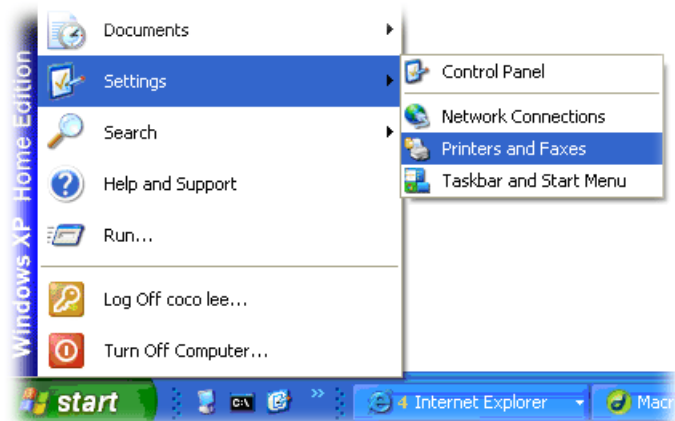 Windows XP Home Edition
Documents
Settings
Search
Help and Support
Run...
Log Off coco lee...
Turn Off Computer...
Control Panel
Network Connections
Printers and Faxes
Taskbar and Start Menu
start
C:\
»
4 Internet Explorer
Macr